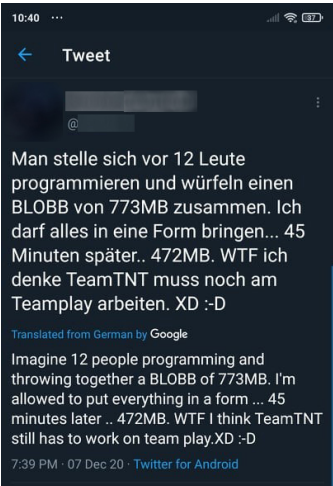 10:40 ···
37
Tweet
@
Man stelle sich vor 12 Leute
programmieren und würfeln einen
BLOBB von 773MB zusammen. Ich
darf alles in eine Form bringen... 45
Minuten später.. 472MB. WTF ich
denke TeamTNT muss noch am
Teamplay arbeiten. XD :-D
Translated from German by Google
Imagine 12 people programming and
throwing together a BLOBB of 773MB. I'm
allowed to put everything in a form ... 45
minutes later .. 472MB. WTF I think TeamTNT
still has to work on team play.XD :-D
7:39 PM · 07 Dec 20 · Twitter for Android